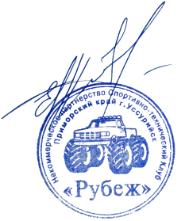 Некоммерческое Партнерство Спортивно-технический Клуб
Приморский край г. Уссурийск
«Рубеж»